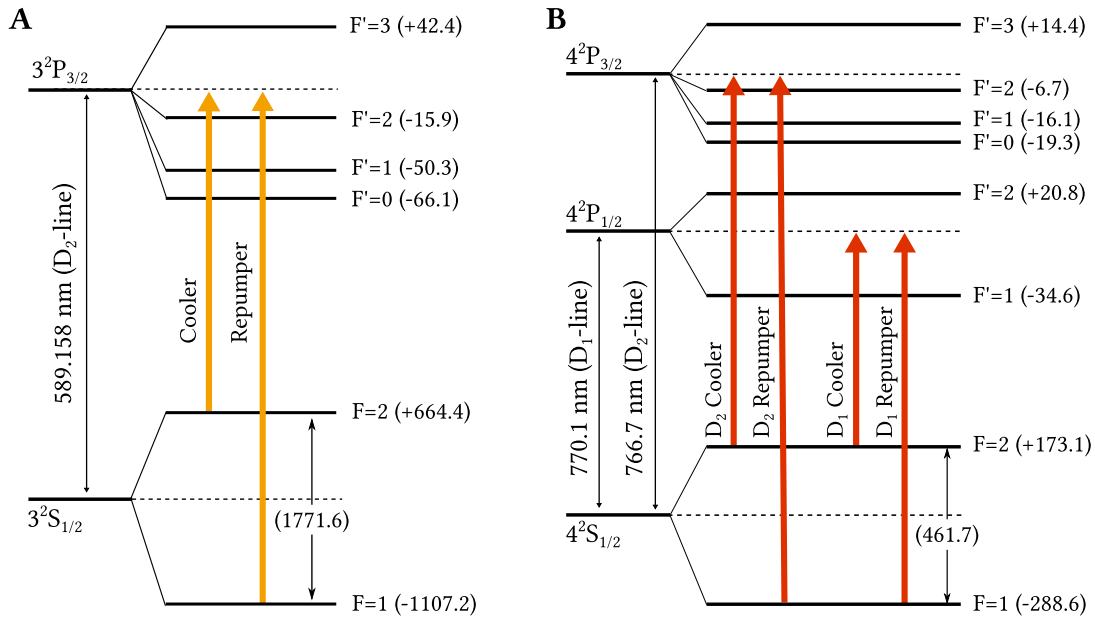 A
3²P₃/₂
F'=3 (+42.4)
F'=2 (-15.9)
F'=1 (-50.3)
F'=0 (-66.1)
589.158 nm (D₂-line)
Cooler
Repumper
F=2 (+664.4)
3²S₁/₂
(1771.6)
F=1 (-1107.2)
B
4²P₃/₂
F'=3 (+14.4)
F'=2 (-6.7)
F'=1 (-16.1)
F'=0 (-19.3)
4²P₁/₂
F'=2 (+20.8)
F'=1 (-34.6)
770.1 nm (D₁-line)
766.7 nm (D₂-line)
D₂ Cooler
D₂ Repumper
D₁ Cooler
D₁ Repumper
F=2 (+173.1)
4²S₁/₂
(461.7)
F=1 (-288.6)